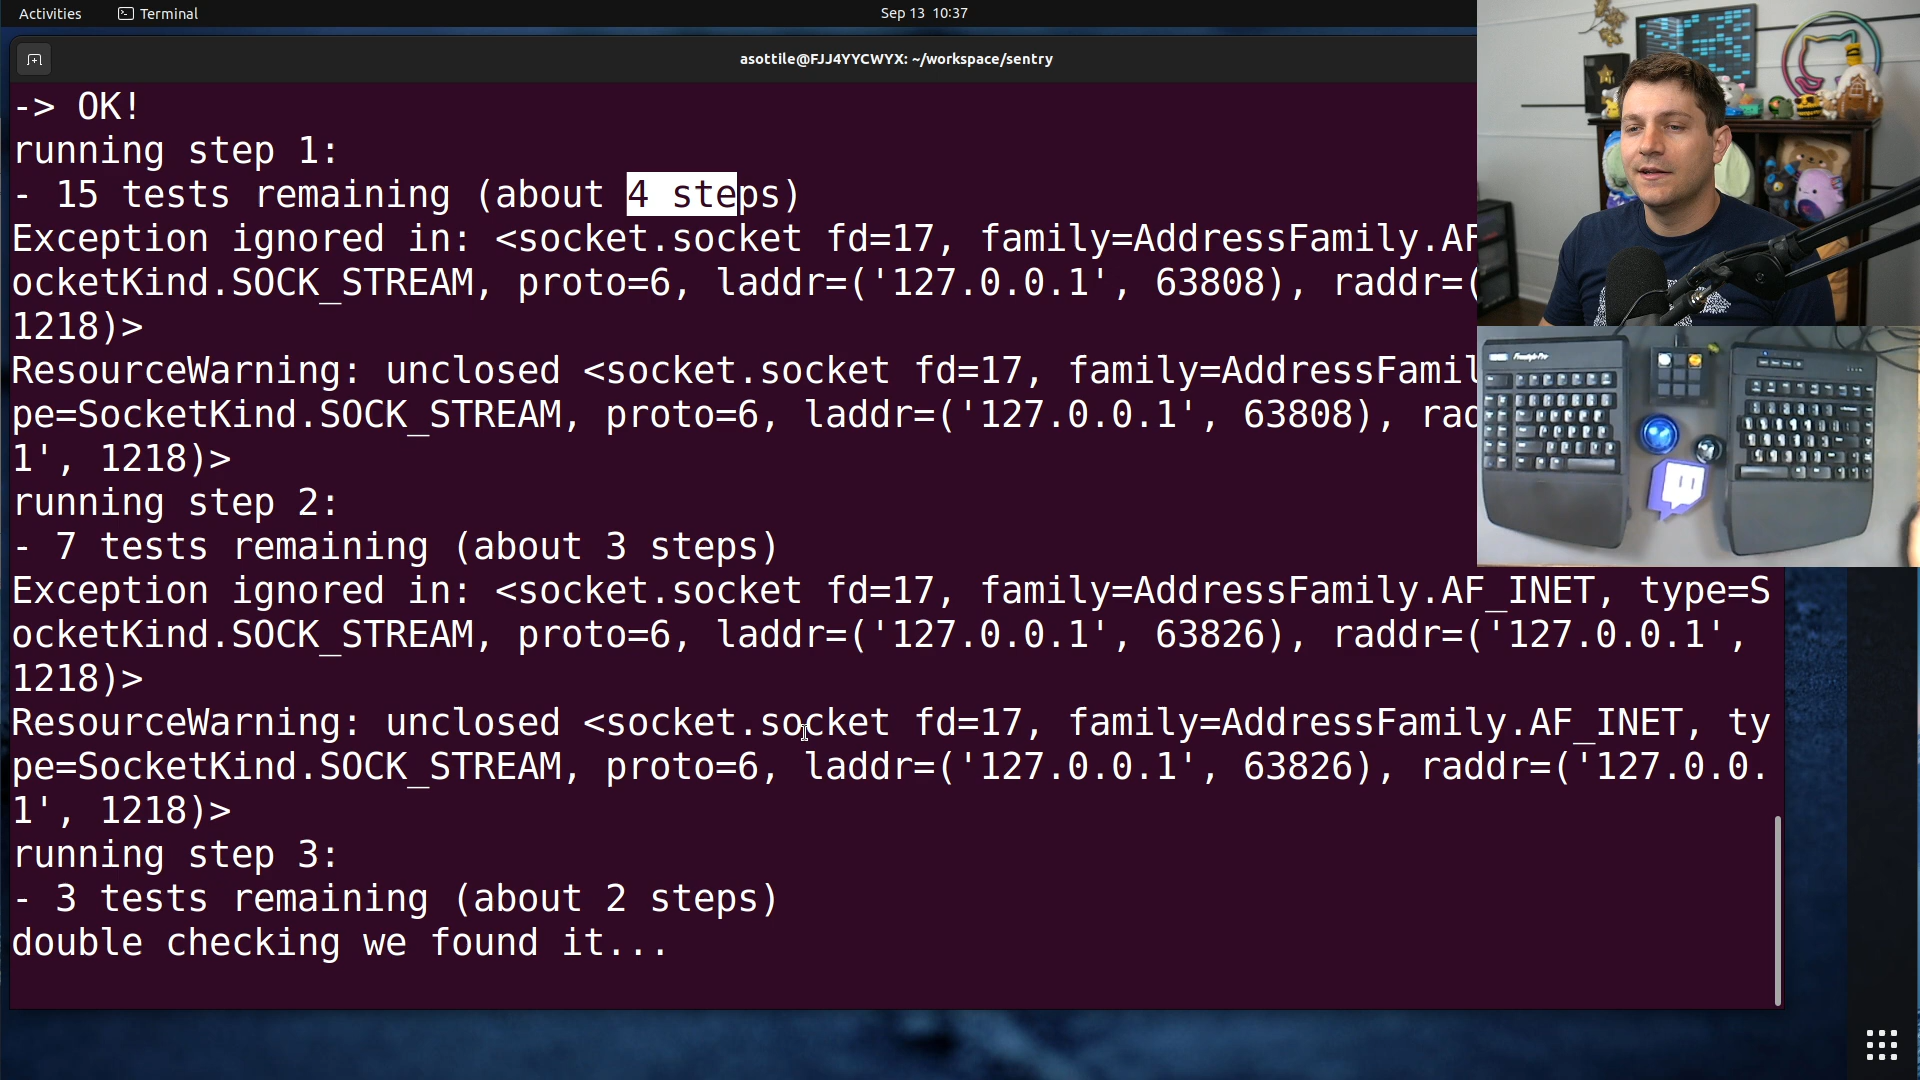 Activities
Terminal
Sep 13 10:37
asottile@FJJ4YYCWYX: ~/workspace/sentry
-> OK!
running step 1:
- 15 tests remaining (about 4 steps)
Exception ignored in: <socket.socket fd=17, family=AddressFamily.AF
ocketKind.SOCK_STREAM, proto=6, laddr=('127.0.0.1', 63808), raddr=(
1218)>
ResourceWarning: unclosed <socket.socket fd=17, family=AddressFamil
pe=SocketKind.SOCK_STREAM, proto=6, laddr=('127.0.0.1', 63808), rad
1', 1218)>
running step 2:
- 7 tests remaining (about 3 steps)
Exception ignored in: <socket.socket fd=17, family=AddressFamily.AF_INET, type=S
ocketKind.SOCK_STREAM, proto=6, laddr=('127.0.0.1', 63826), raddr=('127.0.0.1',
1218)>
ResourceWarning: unclosed <socket.socket fd=17, family=AddressFamily.AF_INET, ty
pe=SocketKind.SOCK_STREAM, proto=6, laddr=('127.0.0.1', 63826), raddr=('127.0.0.
1', 1218)>
running step 3:
- 3 tests remaining (about 2 steps)
double checking we found it...